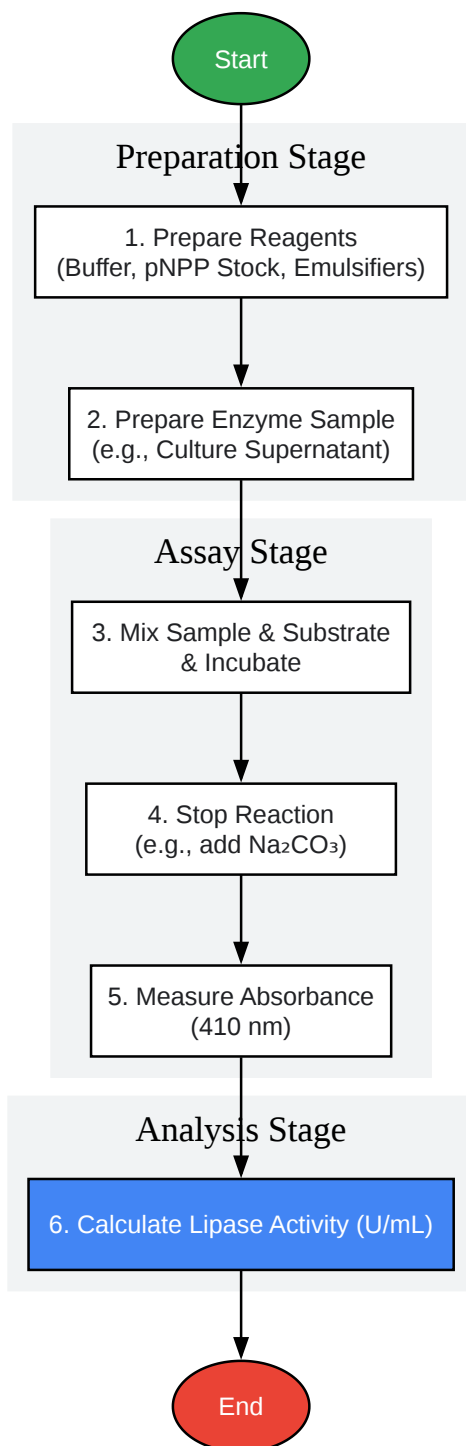 Start
Preparation Stage
1. Prepare Reagents
(Buffer, pNPP Stock, Emulsifiers)
2. Prepare Enzyme Sample
(e.g., Culture Supernatant)
Assay Stage
3. Mix Sample & Substrate
& Incubate
4. Stop Reaction
(e.g., add Na₂CO₃)
5. Measure Absorbance
(410 nm)
Analysis Stage
6. Calculate Lipase Activity (U/mL)
End